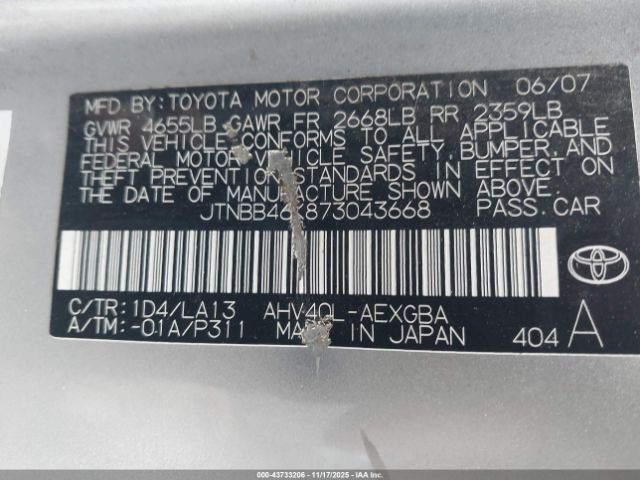 MFD. BY: TOYOTA MOTOR CORPORATION 06/07
GVWR 4655LB GAWR FR 2668LB RR 2359LB
THIS VEHICLE CONFORMS TO ALL APPLICABLE
FEDERAL MOTOR VEHICLE SAFETY, BUMPER, AND
THEFT PREVENTION STANDARDS IN EFFECT ON
THE DATE OF MANUFACTURE SHOWN ABOVE.
JTNBB46K873043668 PASS. CAR
C/TR: 1D4/LA13 AHV40L-AEXGBA
A/TM: -01A/P311 MADE IN JAPAN 404 A
000-43733206 - 11/17/2025 - IAAI.com